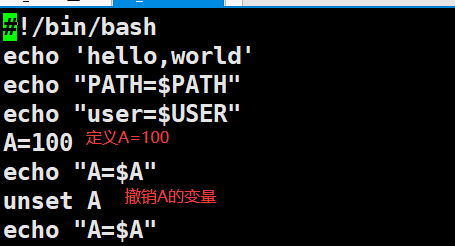 #!/bin/bash
echo 'hello,world'
echo "PATH=$PATH"
echo "user=$USER"
A=100 定义A=100
echo "A=$A"
unset A 撤销A的变量
echo "A=$A"